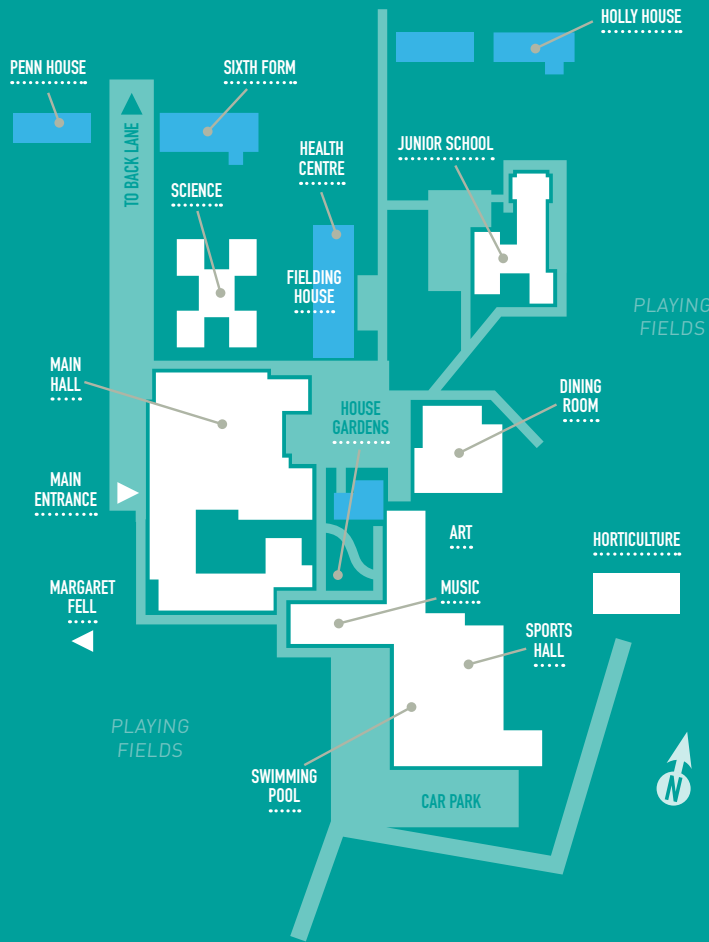 HOLLY HOUSE
PENN HOUSE
SIXTH FORM
TO BACK LANE
HEALTH
CENTRE
JUNIOR SCHOOL
SCIENCE
FIELDING
HOUSE
PLAYING
FIELDS
MAIN
HALL
HOUSE
GARDENS
DINING
ROOM
MAIN
ENTRANCE
ART
HORTICULTURE
MARGARET
FELL
MUSIC
SPORTS
HALL
PLAYING
FIELDS
SWIMMING
POOL
CAR PARK
N